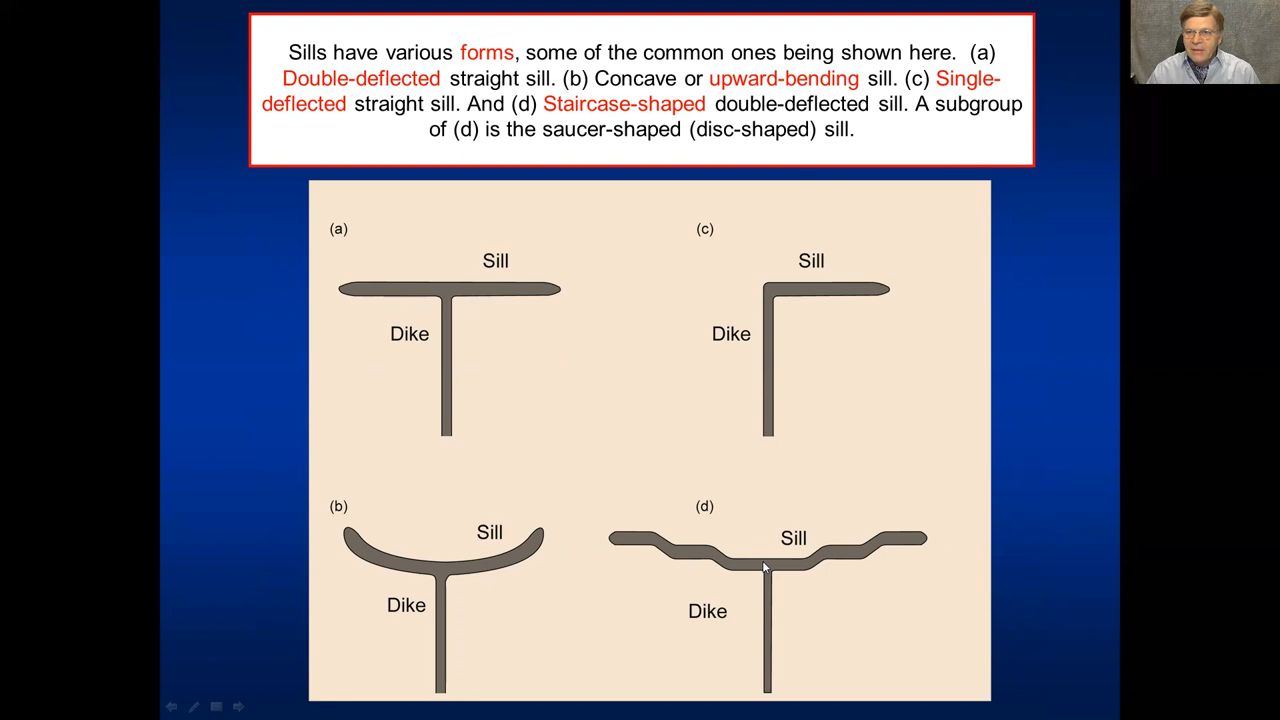 Sills have various forms, some of the common ones being shown here. (a)
Double-deflected straight sill. (b) Concave or upward-bending sill. (c) Single-
deflected straight sill. And (d) Staircase-shaped double-deflected sill. A subgroup
of (d) is the saucer-shaped (disc-shaped) sill.
(a)
Sill
Dike
(c)
Sill
Dike
(b)
Sill
Dike
(d)
Sill
Dike